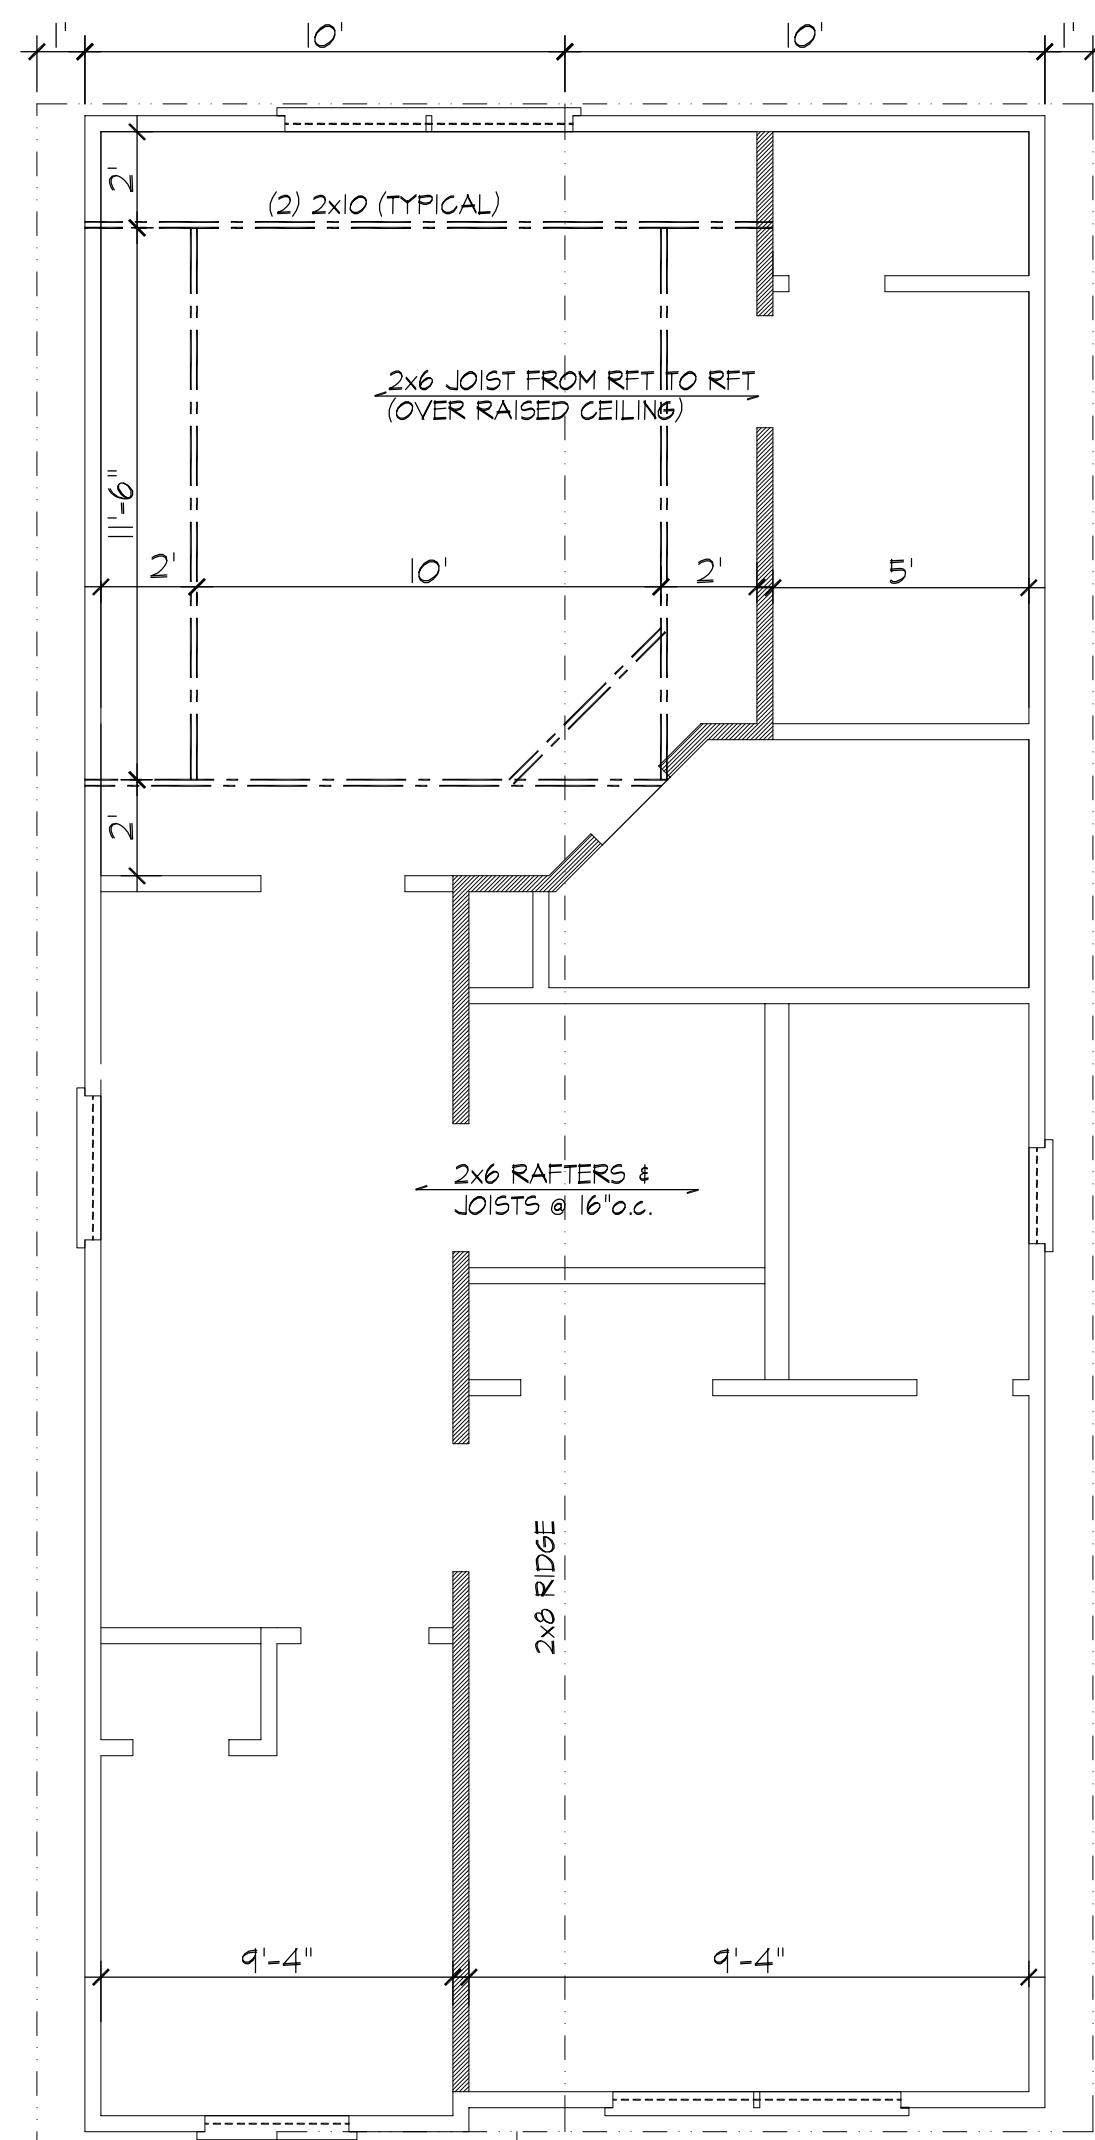 1' 10' 10' 1'
2'
(2) 2x10 (TYPICAL)
2x6 JOIST FROM RFT TO RFT
(OVER RAISED CEILING)
11'-6"
2' 10' 2' 5'
2'
2x6 RAFTERS &
JOISTS @ 16"o.c.
2x8 RIDGE
9'-4" 9'-4"